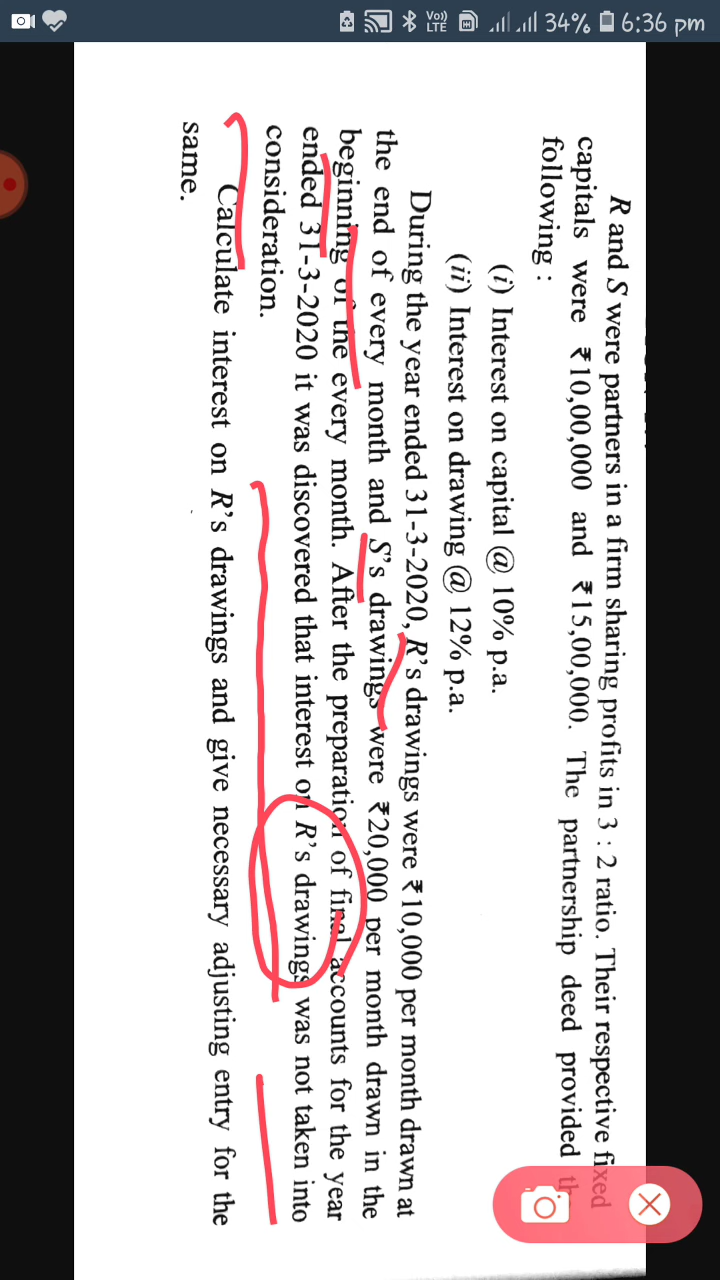 Vo))
LTE
34%
6:36 pm
R and S were partners in a firm sharing profits in 3 : 2 ratio. Their respective fixed
capitals were ₹10,00,000 and ₹15,00,000. The partnership deed provided
following :
(i) Interest on capital @ 10% p.a.
(ii) Interest on drawing @ 12% p.a.
During the year ended 31-3-2020, R's drawings were ₹10,000 per month drawn at
the end of every month and S's drawings were ₹20,000 per month drawn in the
beginning of the every month. After the preparation of final accounts for the year
ended 31-3-2020 it was discovered that interest on R's drawings was not taken into
consideration.
Calculate interest on R's drawings and give necessary adjusting entry for the
same.